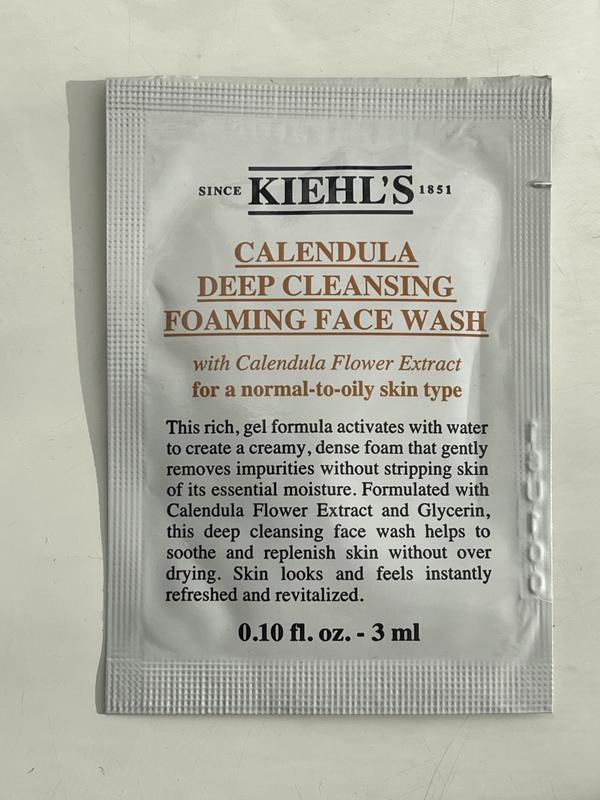 SINCE KIEHL'S 1851
CALENDULA
DEEP CLEANSING
FOAMING FACE WASH
with Calendula Flower Extract
for a normal-to-oily skin type
This rich, gel formula activates with water
to create a creamy, dense foam that gently
removes impurities without stripping skin
of its essential moisture. Formulated with
Calendula Flower Extract and Glycerin,
this deep cleansing face wash helps to
soothe and replenish skin without over
drying. Skin looks and feels instantly
refreshed and revitalized.
0.10 fl. oz. - 3 ml